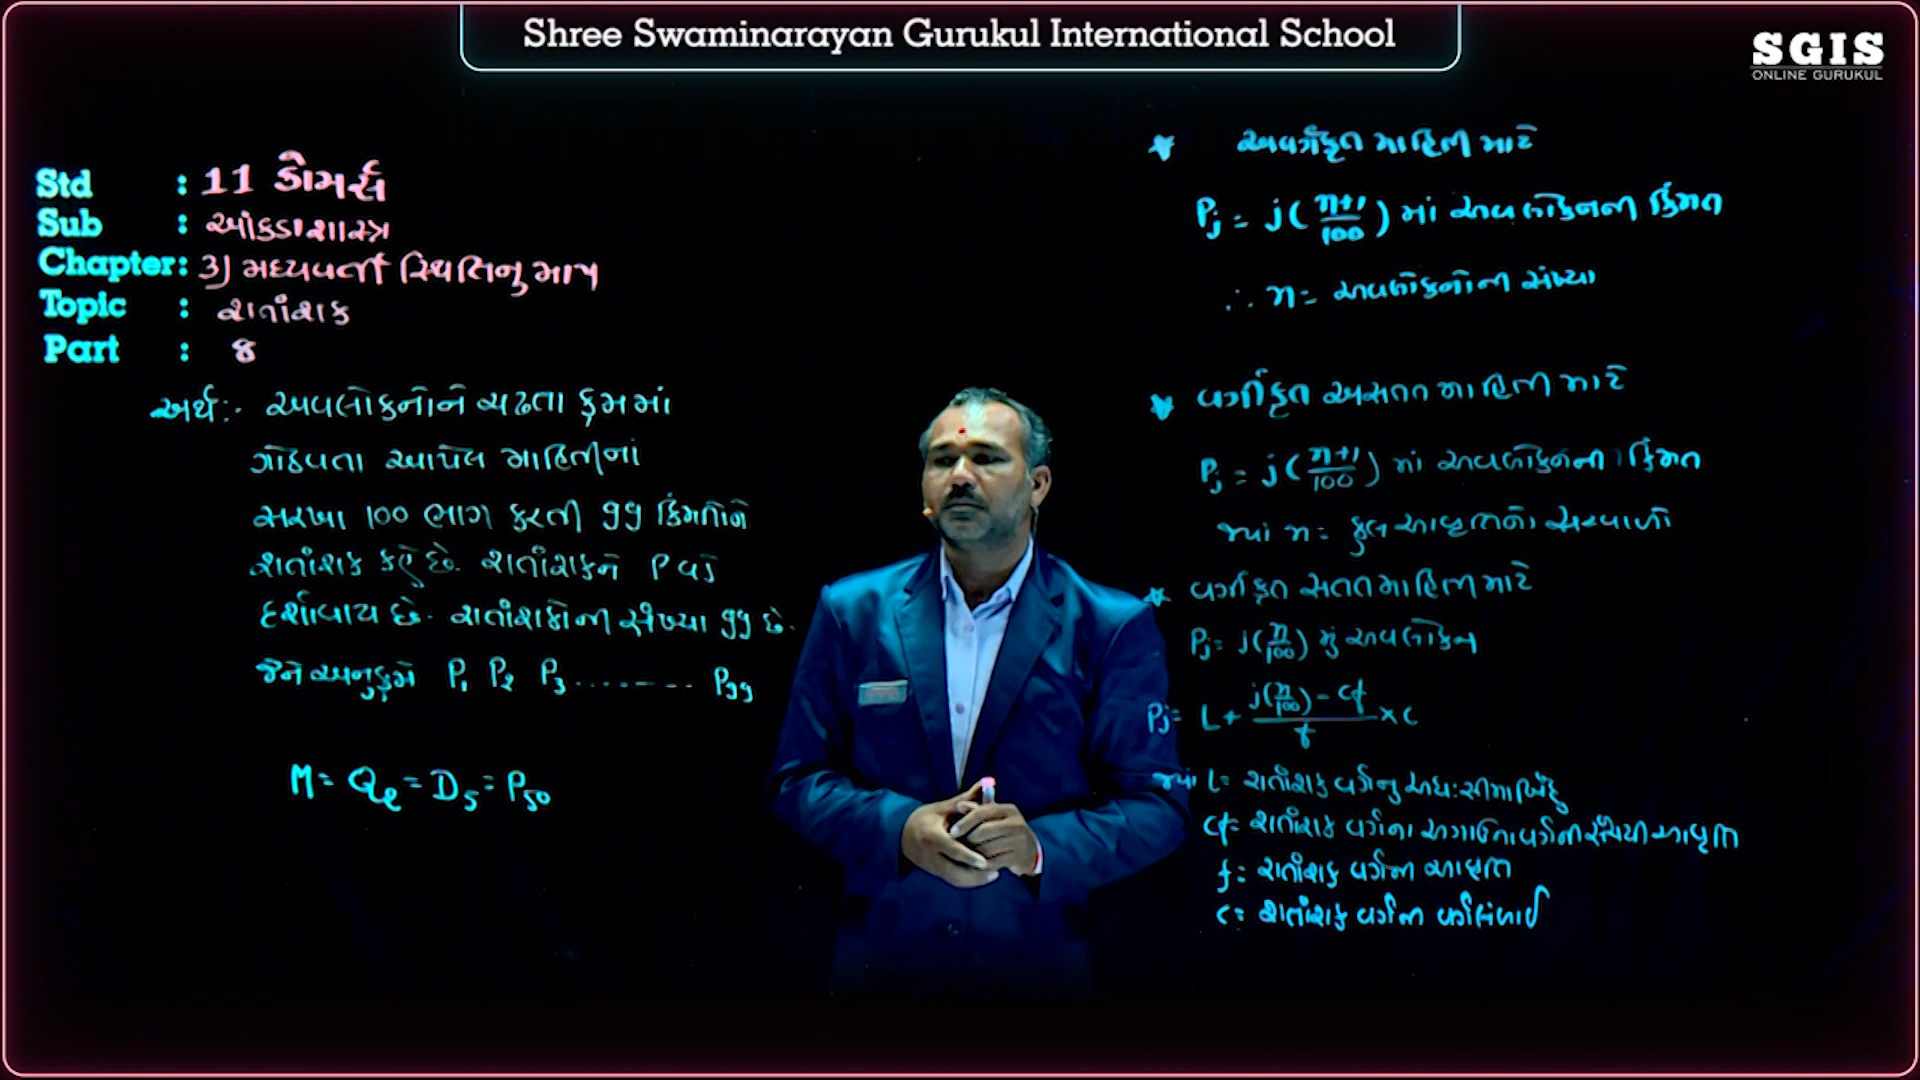 Shree Swaminarayan Gurukul International School
SGIS
ONLINE GURUKUL
Std : 11 કોમર્સ
Sub : આંકડાશાસ્ત્ર
Chapter: 3) મધ્યવર્તી સ્થિતિનુ માપ
Topic : શતાંશક
Part : 8
અર્થ:- અવલોકનોને ચઢતા ક્રમમાં
ગોઠવતા આપેલ માહિતીનાં
સરખા 100 ભાગ કરતી 99 કિંમતોને
શતાંશક કહે છે. શતાંશકને P વડે
દર્શાવાય છે. શતાંશકોની સંખ્યા 99 છે.
જેને અનુક્રમે P1 P2 P3 ........ P99
M = Q2 = D5 = P50
* અવર્ગીકૃત માહિતી માટે
Pj = j(n+1/100) માં અવલોકનની કિંમત
∴ n = અવલોકનોની સંખ્યા
* વર્ગીકૃત અસતત માહિતી માટે
Pj = j(n+1/100) માં અવલોકનની કિંમત
જ્યાં n = કુલ આવૃત્તિનો સરવાળો
* વર્ગીકૃત સતત માહિતી માટે
Pj = j(n/100) મું અવલોકન
Pj = L + j(n/100) - cf / f × c
જ્યાં L = શતાંશક વર્ગનુ અધ:સીમાબિંદુ
cf = શતાંશક વર્ગના આગાઉના વર્ગની સંચયી આવૃત્તિ
f = શતાંશક વર્ગની આવૃત્તિ
c = શતાંશક વર્ગની વર્ગલંબાઈ